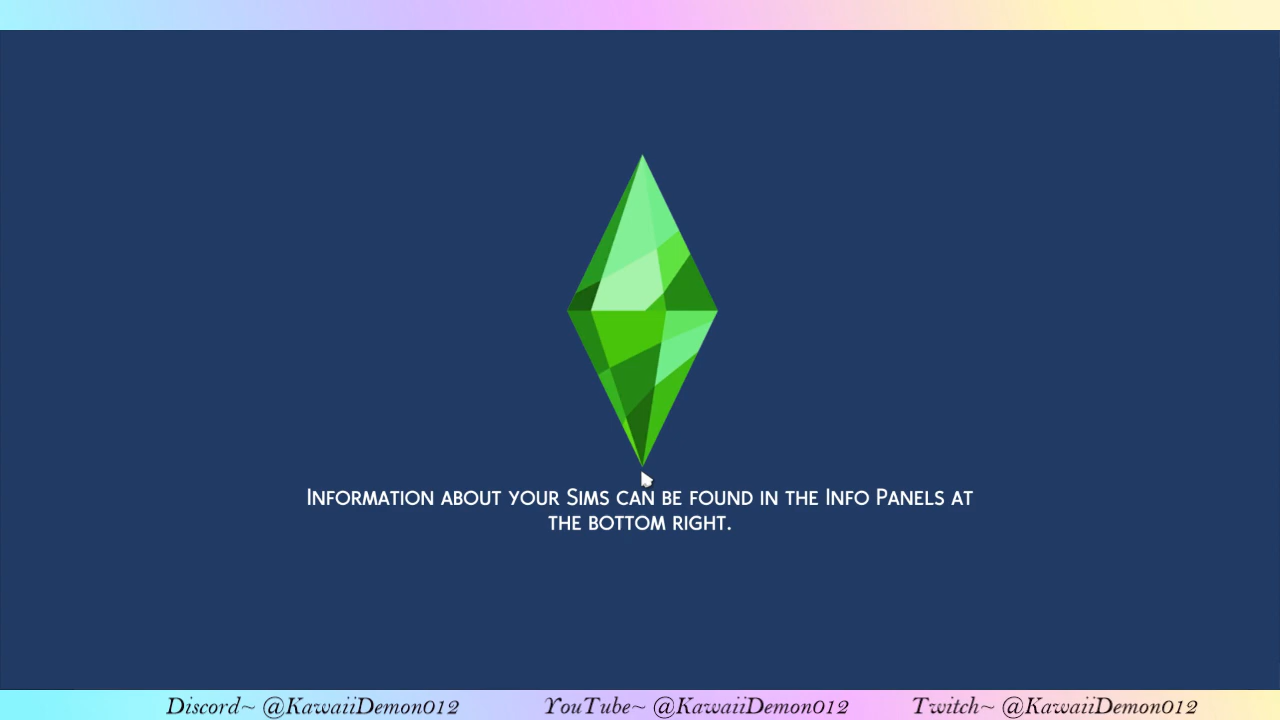 Information about your Sims can be found in the Info Panels at
the bottom right.
Discord~ @KawaiiDemon012 YouTube~ @KawaiiDemon012 Twitch~ @KawaiiDemon012